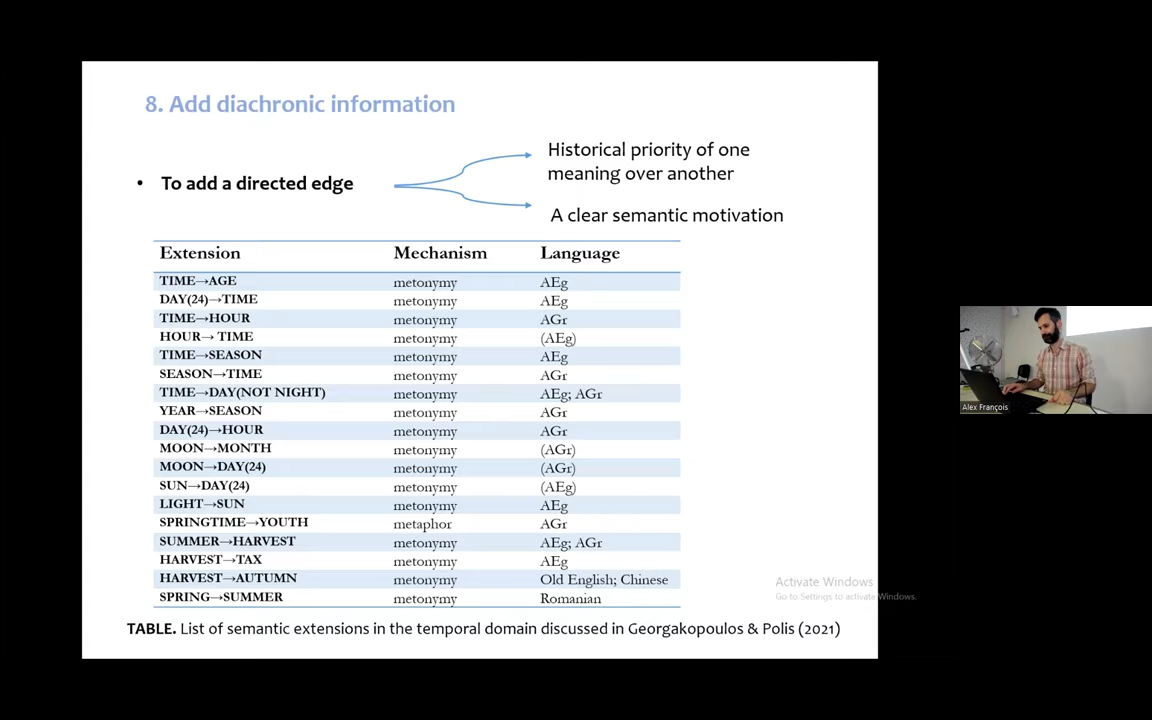 8. Add diachronic information
• To add a directed edge
Historical priority of one
meaning over another
A clear semantic motivation
Extension Mechanism Language
TIME→AGE metonymy AEg
DAY(24)→TIME metonymy AEg
TIME→HOUR metonymy AGr
HOUR→ TIME metonymy (AEg)
TIME→SEASON metonymy AEg
SEASON→TIME metonymy AGr
TIME→DAY(NOT NIGHT) metonymy AEg; AGr
YEAR→SEASON metonymy AGr
DAY(24)→HOUR metonymy AGr
MOON→MONTH metonymy (AGr)
MOON→DAY(24) metonymy (AGr)
SUN→DAY(24) metonymy (AEg)
LIGHT→SUN metonymy AEg
SPRINGTIME→YOUTH metaphor AGr
SUMMER→HARVEST metonymy AEg; AGr
HARVEST→TAX metonymy AEg
HARVEST→AUTUMN metonymy Old English; Chinese
SPRING→SUMMER metonymy Romanian
TABLE. List of semantic extensions in the temporal domain discussed in Georgakopoulos & Polis (2021)
Activate Windows
Go to Settings to activate Windows.
Alex François